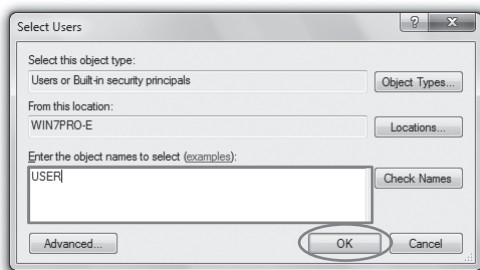 Select Users
Select this object type:
Users or Built-in security principals
Object Types...
From this location:
WIN7PRO-E
Locations...
Enter the object names to select (examples):
USER
Check Names
Advanced...
OK
Cancel